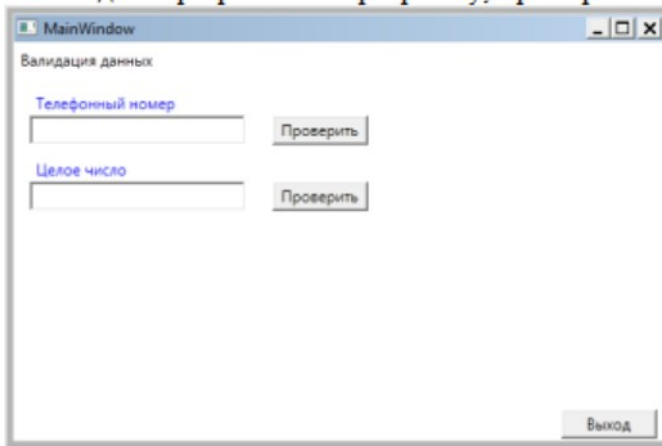 MainWindow
Валидация данных
Телефонный номер
Проверить
Целое число
Проверить
Выход